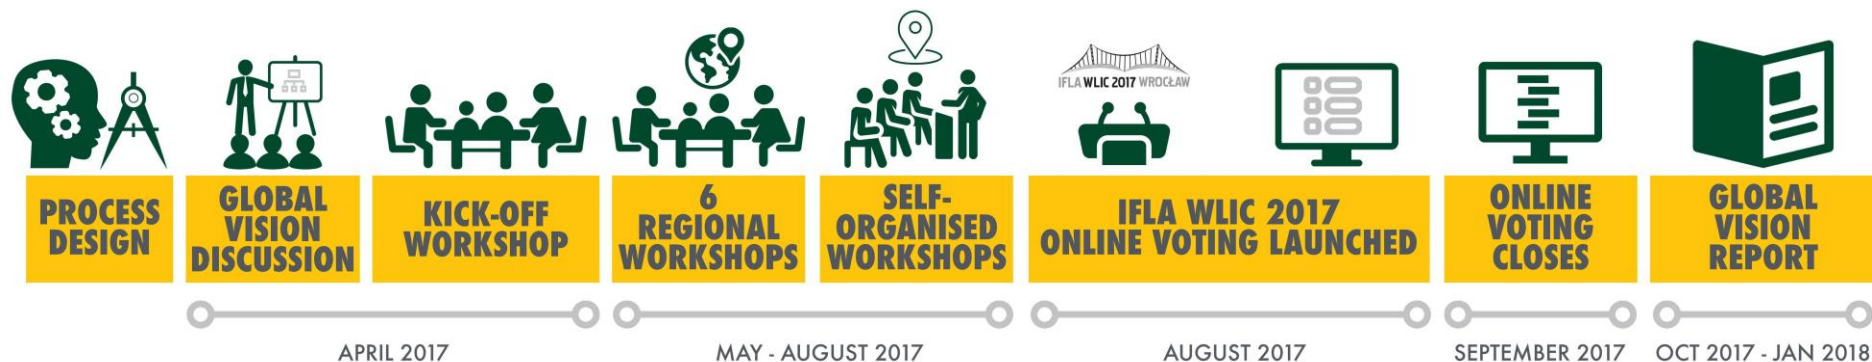 IFLA WLIC 2017 WROCŁAW
PROCESS
DESIGN
GLOBAL
VISION
DISCUSSION
KICK-OFF
WORKSHOP
6
REGIONAL
WORKSHOPS
SELF-
ORGANISED
WORKSHOPS
IFLA WLIC 2017
ONLINE VOTING LAUNCHED
ONLINE
VOTING
CLOSES
GLOBAL
VISION
REPORT
APRIL 2017
MAY - AUGUST 2017
AUGUST 2017
SEPTEMBER 2017
OCT 2017 - JAN 2018